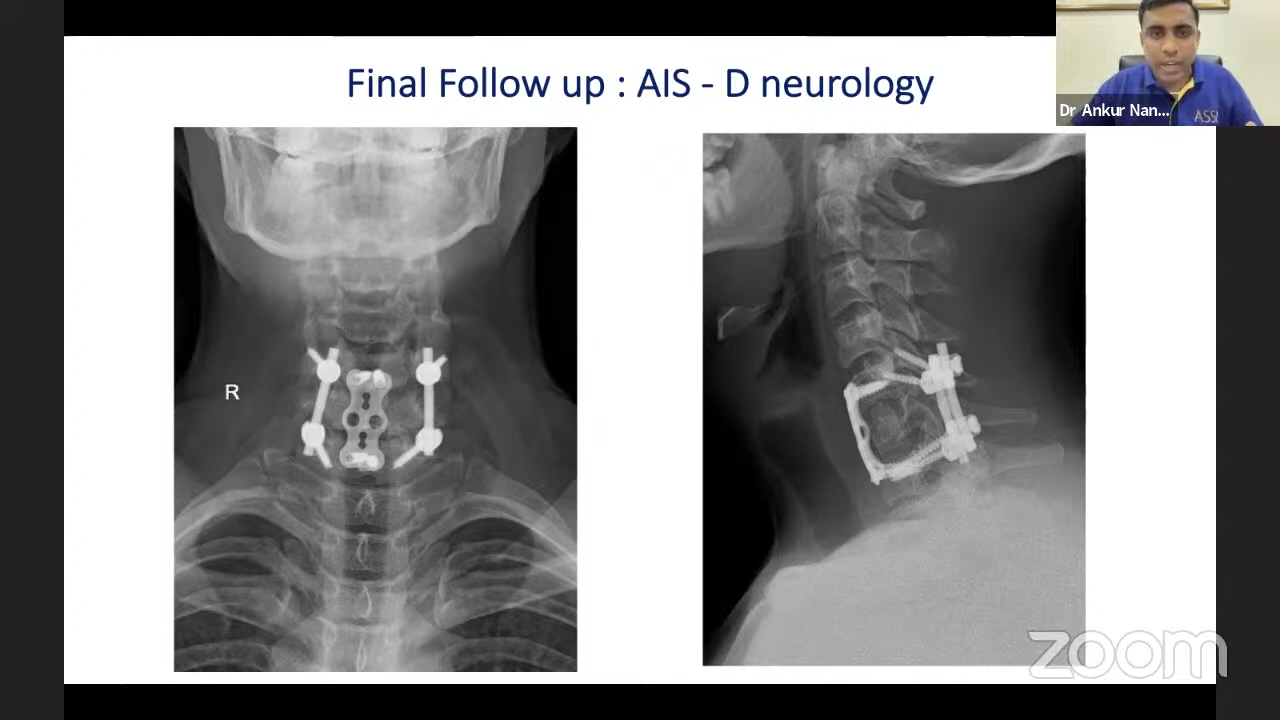 Final Follow up : AIS - D neurology
Dr Ankur Nan...
ASSI
R
zoom